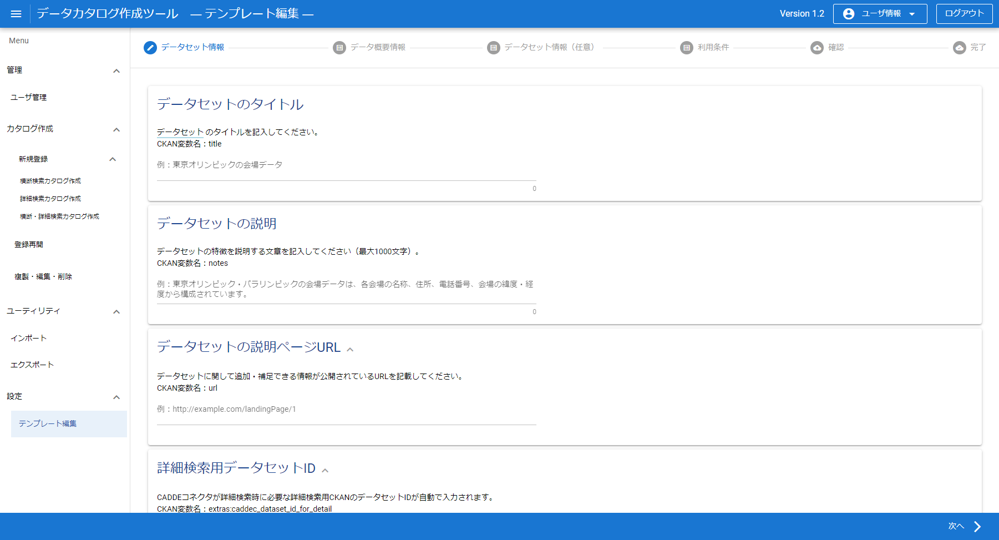 データカタログ作成ツール ― テンプレート編集 ―
Version 1.2
ユーザ情報
ログアウト
Menu
管理
ユーザ管理
カタログ作成
新規登録
横断検索カタログ作成
詳細検索カタログ作成
横断・詳細検索カタログ作成
登録再開
複製・編集・削除
ユーティリティ
インポート
エクスポート
設定
テンプレート編集
データセット情報
データ概要情報
データセット情報（任意）
利用条件
確認
完了
データセットのタイトル
データセット のタイトルを記入してください。
CKAN変数名：title
例：東京オリンピックの会場データ
0
データセットの説明
データセットの特徴を説明する文章を記入してください（最大1000文字）。
CKAN変数名：notes
例：東京オリンピック・パラリンピックの会場データは、各会場の名称、住所、電話番号、会場の緯度・経
度から構成されています。
0
データセットの説明ページURL
データセットに関して追加・補足できる情報が公開されているURLを記載してください。
CKAN変数名：url
例：http://example.com/landingPage/1
詳細検索用データセットID
CADDEコネクタが詳細検索時に必要な詳細検索用CKANのデータセットIDが自動で入力されます。
CKAN変数名：extras:caddec_dataset_id_for_detail
次へ